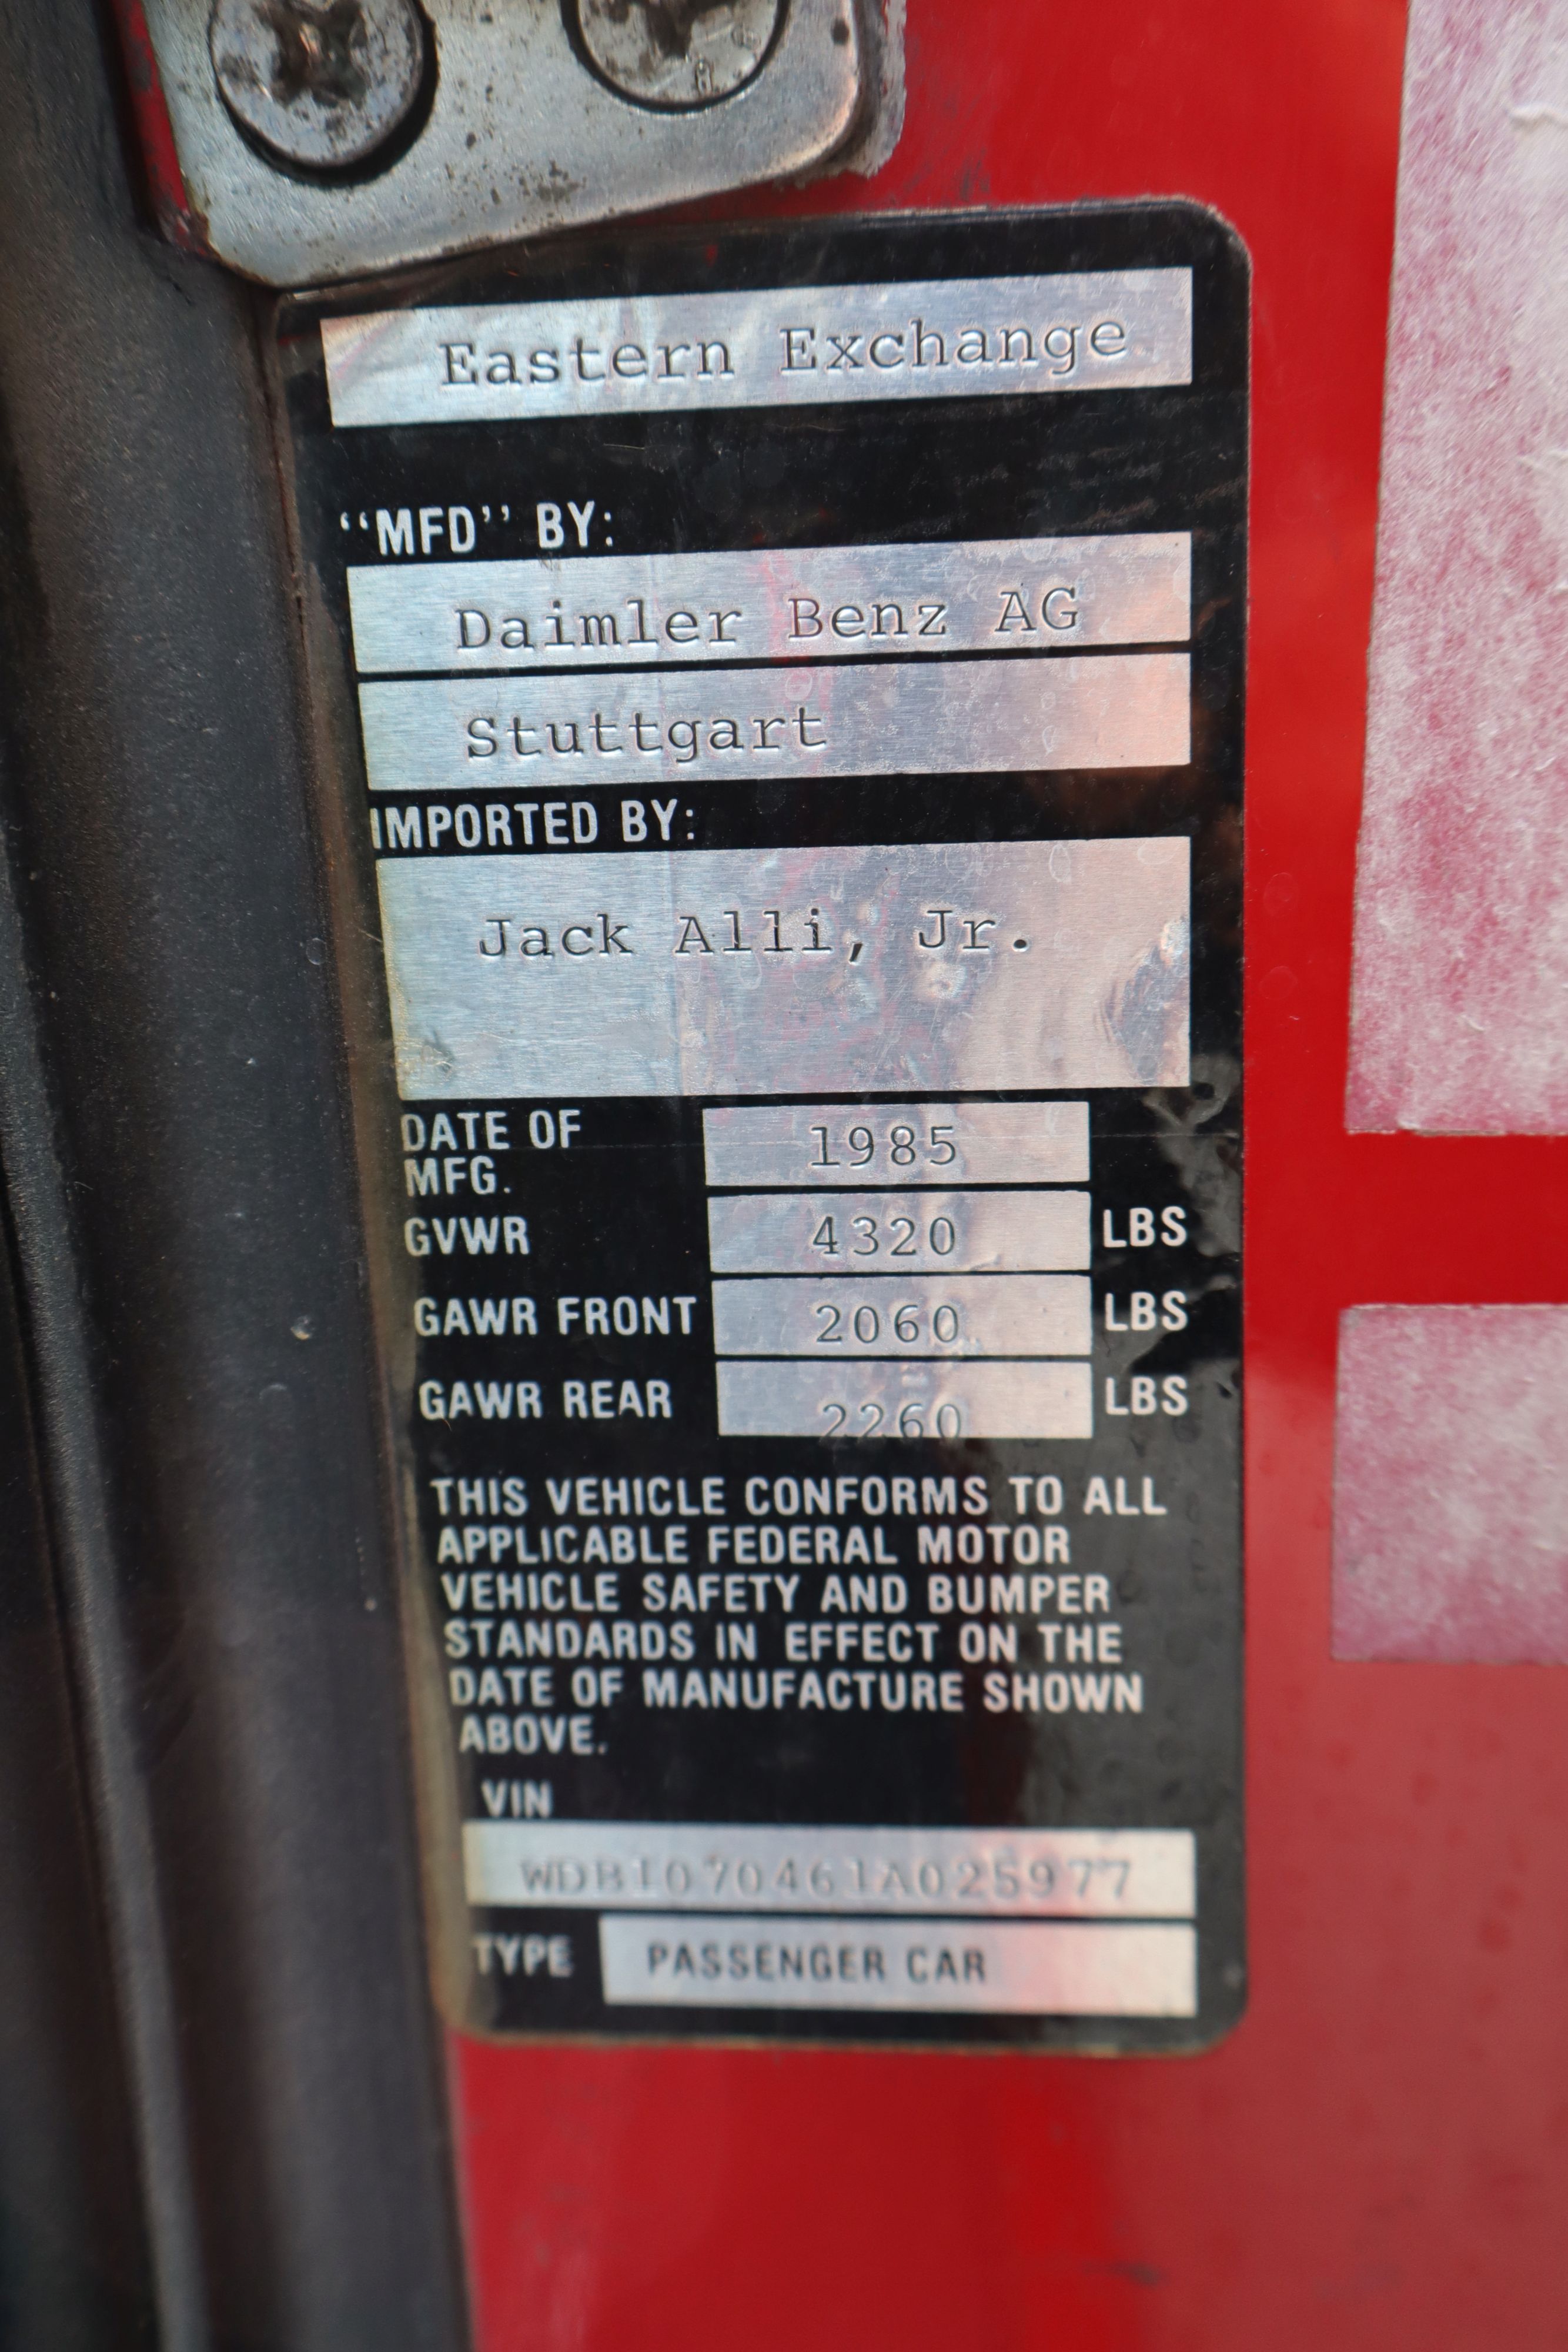 Eastern Exchange
“MFD” BY:
Daimler Benz AG
Stuttgart
IMPORTED BY:
Jack Alli, Jr.
DATE OF MFG. 1985
GVWR 4320 LBS
GAWR FRONT 2060 LBS
GAWR REAR 2260 LBS
THIS VEHICLE CONFORMS TO ALL
APPLICABLE FEDERAL MOTOR
VEHICLE SAFETY AND BUMPER
STANDARDS IN EFFECT ON THE
DATE OF MANUFACTURE SHOWN
ABOVE.
VIN
WDB1070461A025977
TYPE PASSENGER CAR